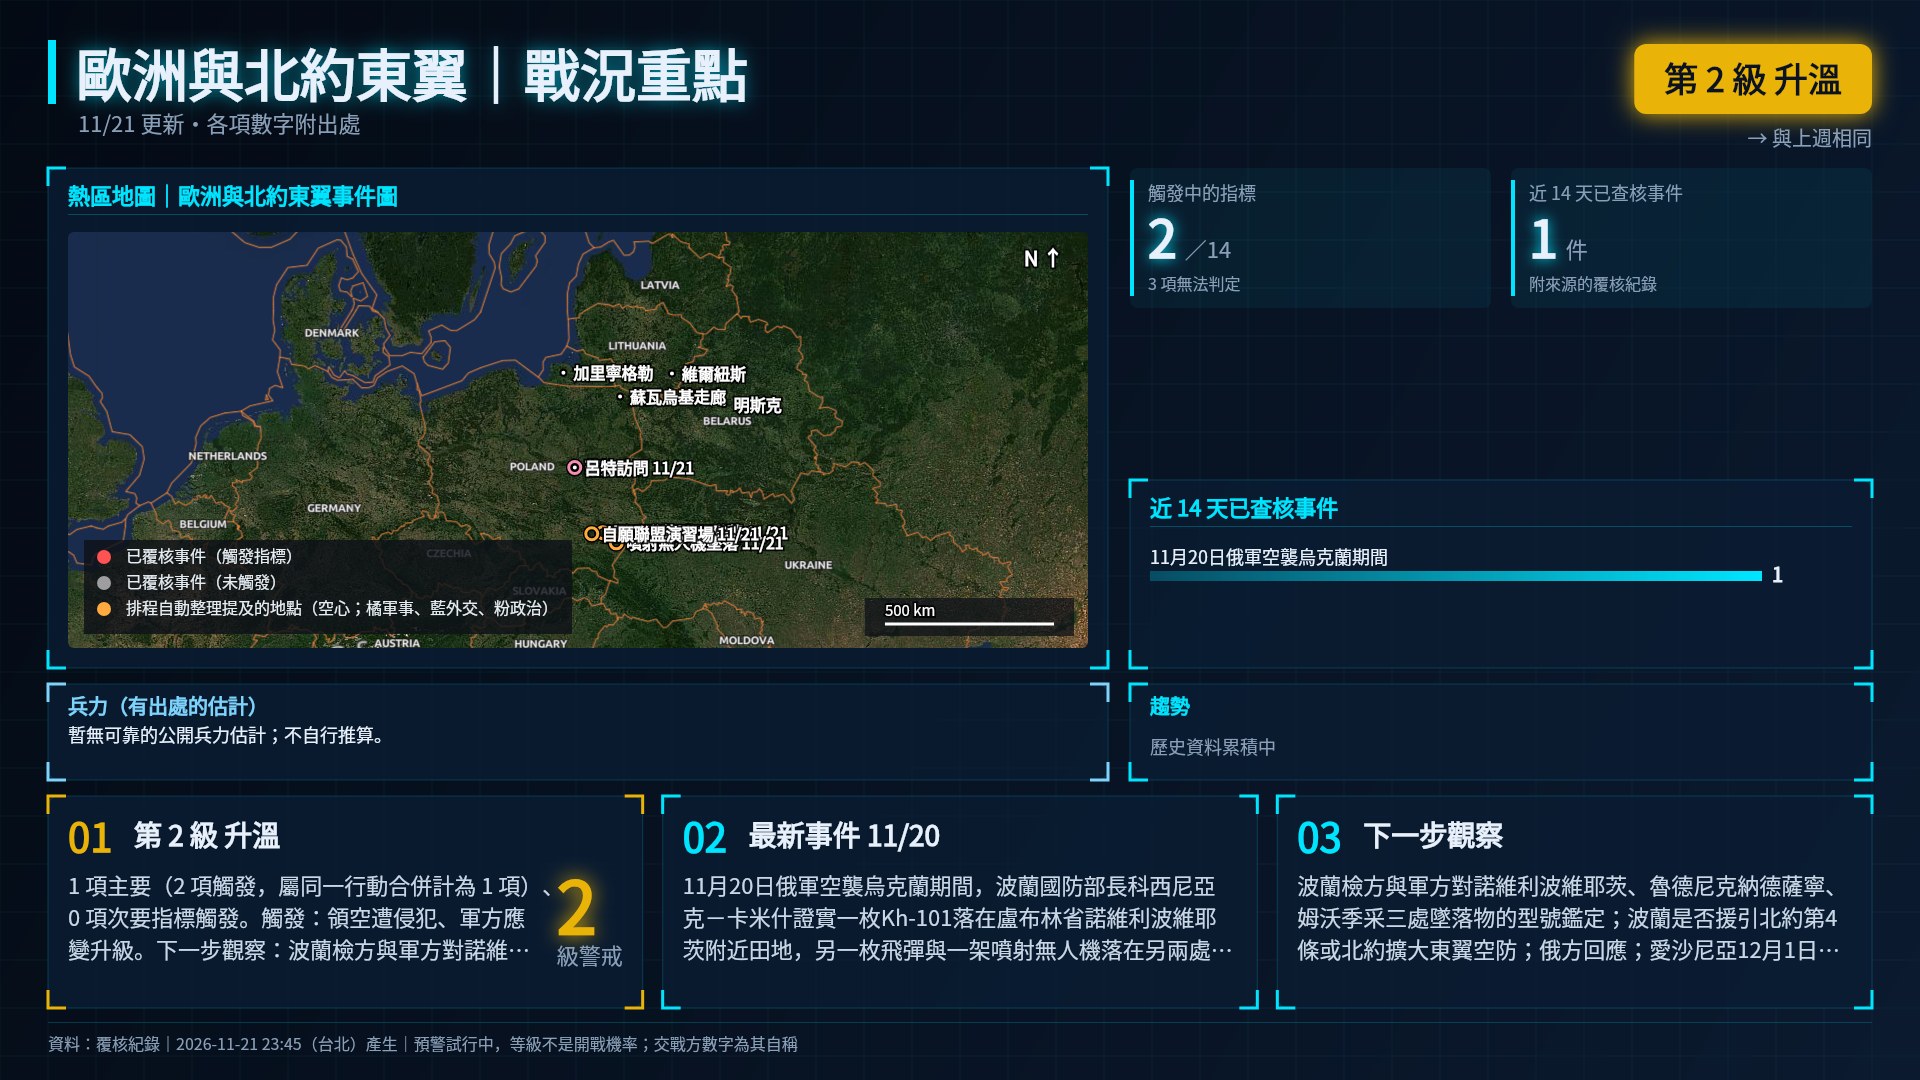 歐洲與北約東翼｜戰況重點
11/21 更新・各項數字附出處
第 2 級 升溫
→ 與上週相同
熱區地圖｜歐洲與北約東翼事件圖
N ↑
LATVIA
DENMARK
LITHUANIA
・加里寧格勒
・維爾紐斯
・蘇瓦烏基走廊
明斯克
BELARUS
NETHERLANDS
POLAND
呂特訪問 11/21
GERMANY
BELGIUM
自願聯盟演習場 11/21
噴射無人機墜落 11/21
CZECHIA
UKRAINE
SLOVAKIA
已覆核事件（觸發指標）
已覆核事件（未觸發）
排程自動整理提及的地點（空心；橘軍事、藍外交、粉政治）
500 km
AUSTRIA
HUNGARY
MOLDOVA
觸發中的指標
2 ／14
3 項無法判定
近 14 天已查核事件
1 件
附來源的覆核紀錄
近 14 天已查核事件
11月20日俄軍空襲烏克蘭期間
1
兵力（有出處的估計）
暫無可靠的公開兵力估計；不自行推算。
趨勢
歷史資料累積中
01 第 2 級 升溫
1 項主要（2 項觸發，屬同一行動合併計為 1 項）、
0 項次要指標觸發。觸發：領空遭侵犯、軍方應
變升級。下一步觀察：波蘭檢方與軍方對諾維…
2
級警戒
02 最新事件 11/20
11月20日俄軍空襲烏克蘭期間，波蘭國防部長科西尼亞
克－卡米什證實一枚Kh-101落在盧布林省諾維利波維耶
茨附近田地，另一枚飛彈與一架噴射無人機落在另兩處…
03 下一步觀察
波蘭檢方與軍方對諾維利波維耶茨、魯德尼克納德薩寧、
姆沃季采三處墜落物的型號鑑定；波蘭是否援引北約第4
條或北約擴大東翼空防；俄方回應；愛沙尼亞12月1日…
資料：覆核紀錄｜2026-11-21 23:45（台北）產生｜預警試行中，等級不是開戰機率；交戰方數字為其自稱